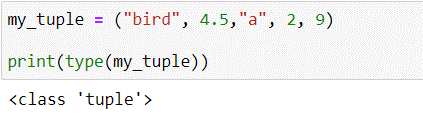 my_tuple = ("bird", 4.5,"a", 2, 9)
print(type(my_tuple))
<class 'tuple'>